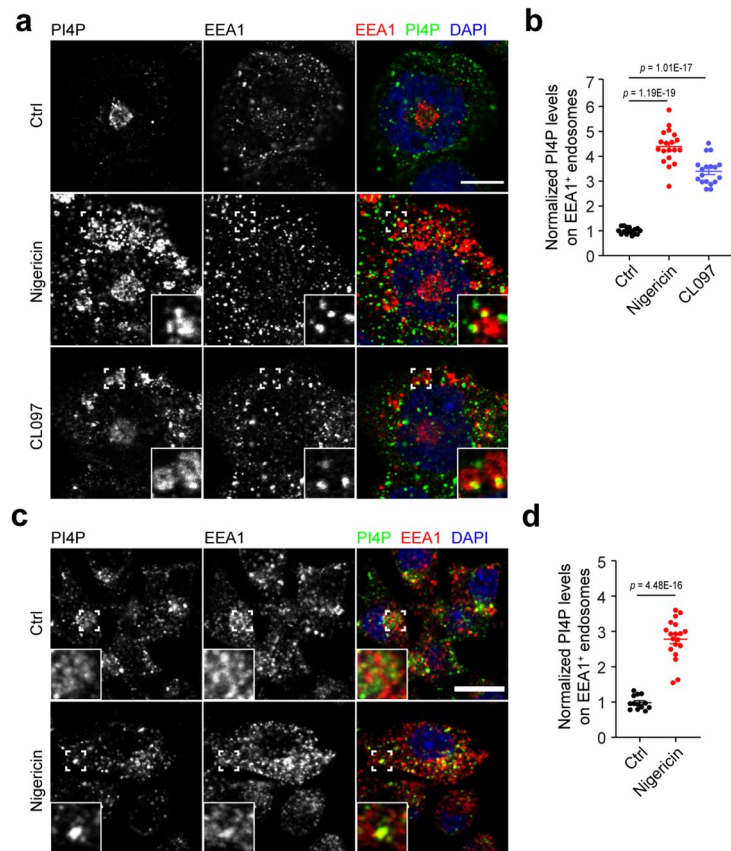 a
PI4P EEA1 EEA1 PI4P DAPI
Ctrl
Nigericin
CL097
b
p = 1.01E-17
p = 1.19E-19
Normalized PI4P levels
on EEA1⁺ endosomes
7
6
5
4
3
2
1
0
Ctrl
Nigericin
CL097
c
PI4P EEA1 PI4P EEA1 DAPI
Ctrl
Nigericin
d
p = 4.48E-16
Normalized PI4P levels
on EEA1⁺ endosomes
5
4
3
2
1
0
Ctrl
Nigericin